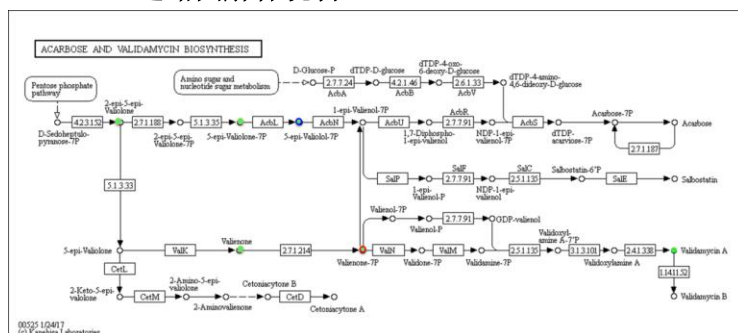 ACARBOSE AND VALIDAMYCIN BIOSYNTHESIS
Pentose phosphate
pathway
Amino sugar and
nucleotide sugar metabolism
D-Glucose-P
2.7.7.24
AcbA
dTDP-D-glucose
4.2.1.46
AcbB
dTDP-4-oxo-
6-deoxy-D-glucose
2.6.1.33
AcbV
dTDP-4-amino-
4,6-dideoxy-D-glucose
D-Sedoheptulo-
pyranose-7P
4.2.3.152
2-epi-5-epi-
Valiolone
2.7.1.188
2-epi-5-epi-
Valiolone-7P
5.1.3.35
5-epi-Valiolone-7P
AcbL
5-epi-Valiolol-7P
AcbN
1-epi-Valienol-7P
AcbU
1,7-Diphospho-
1-epi-valienol
AcbR
2.7.7.91
NDP-1-epi-
valienol-7P
AcbS
dTDP-
acarviose-7P
Acarbose-7P
Acarbose
2.7.1.187
5.1.3.33
SalP
1-epi-
Valienol-P
SalF
2.7.7.91
NDP-1-epi-
valienol
SalC
2.5.1.135
Salbostatin-6'P
SalE
Salbostatin
Valienol-7P
Valienol-P
2.7.7.91
GDP-valienol
5-epi-Valiolone
ValK
Valienone
2.7.1.214
Valienone-7P
ValN
Validone-7P
ValM
Validamine-7P
2.5.1.135
Validoxyl-
amine A-7'P
3.1.3.101
Validoxylamine A
2.4.1.338
Validamycin A
1.14.11.52
Validamycin B
CetL
2-Keto-5-epi-
valiolone
CetM
2-Amino-5-epi-
valiolone
2-Aminovalienone
Cetoniacytone B
CetD
Cetoniacytone A
00525 1/24/17
(c) Kanehisa Laboratories